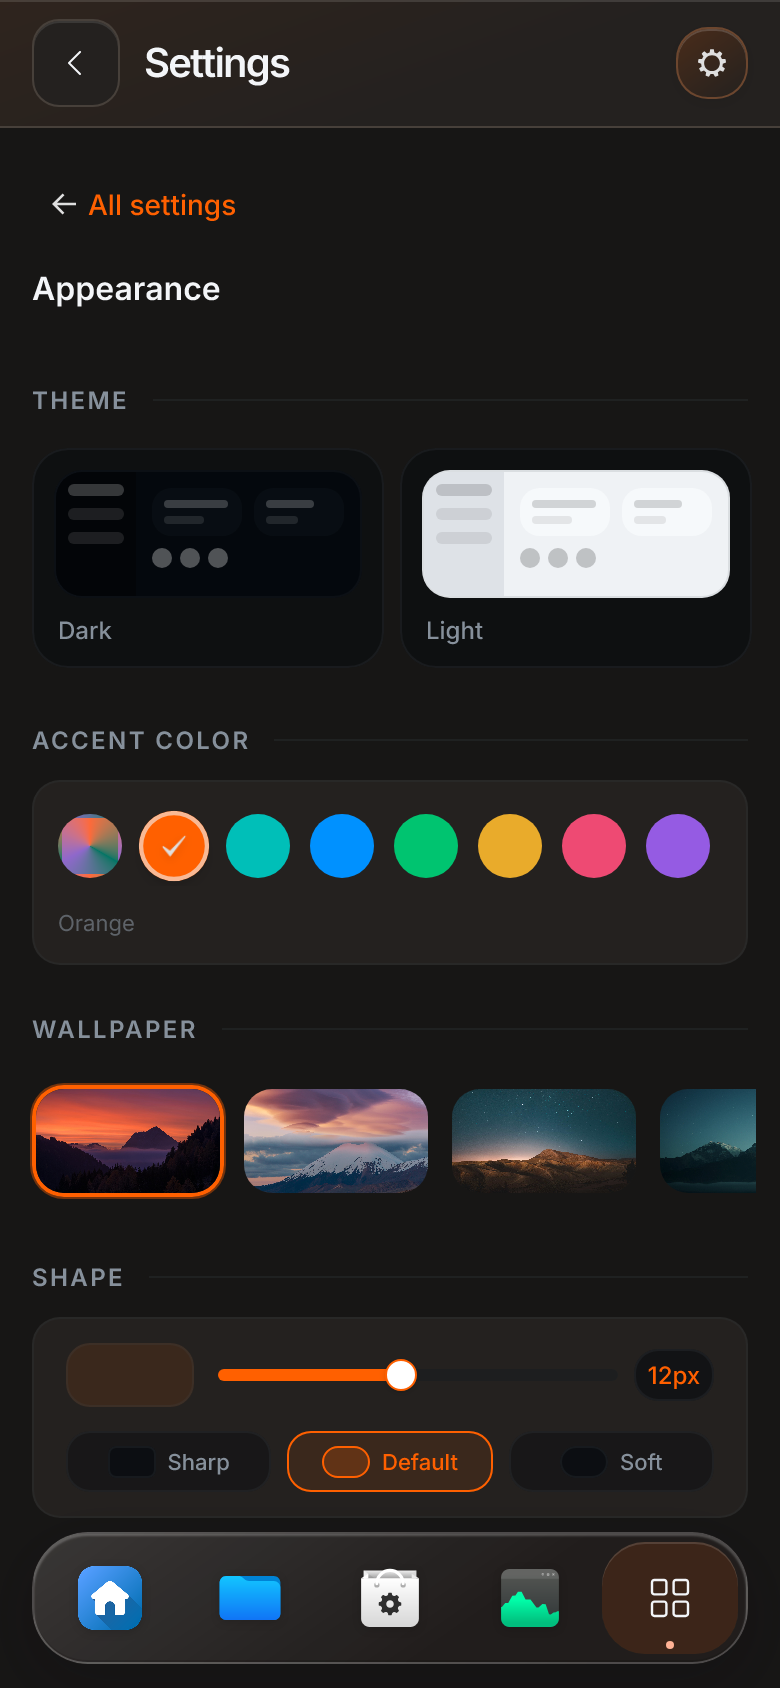 Settings
All settings
Appearance
THEME
Dark
Light
ACCENT COLOR
Orange
WALLPAPER
SHAPE
12px
Sharp
Default
Soft